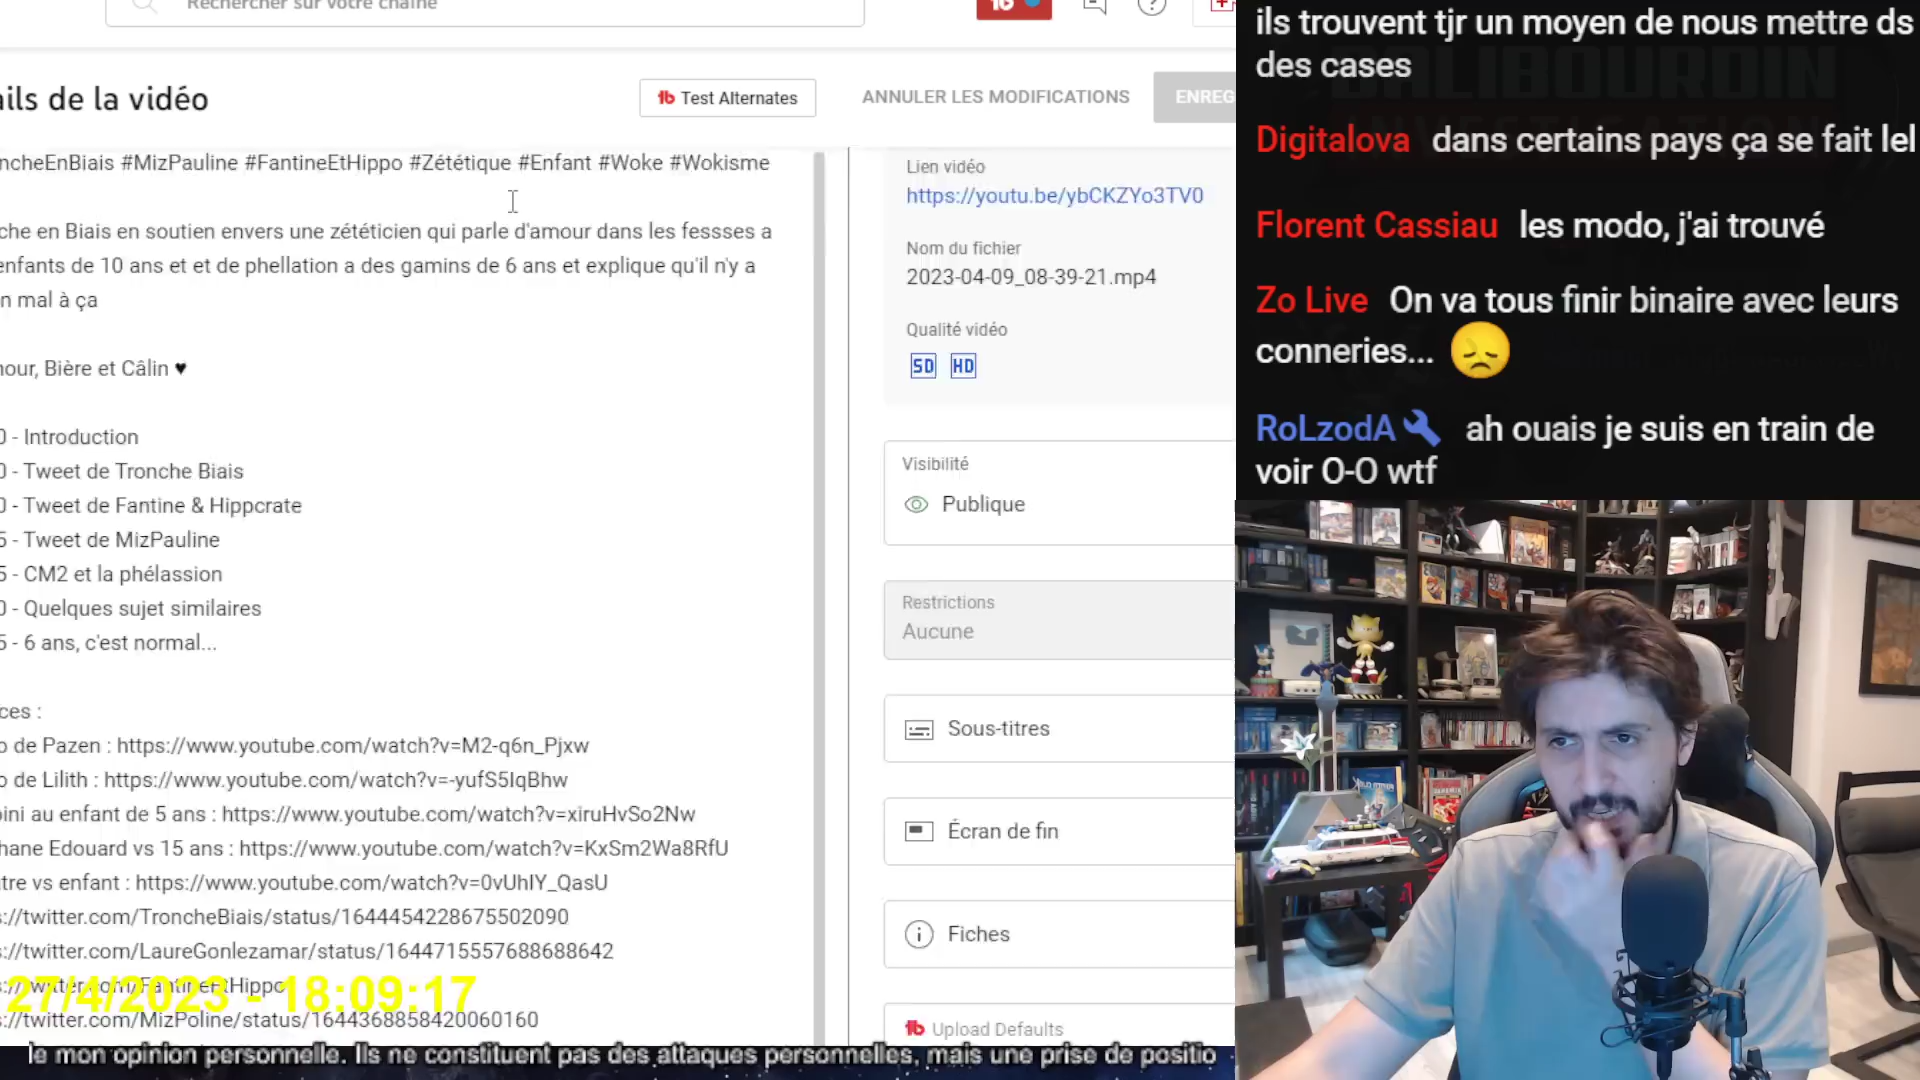 Rechercher sur votre chaîne
ils de la vidéo
Test Alternates
ANNULER LES MODIFICATIONS
ENREG
ncheEnBiais #MizPauline #FantineEtHippo #Zététique #Enfant #Woke #Wokisme
che en Biais en soutien envers une zététicien qui parle d'amour dans les fessses a
enfants de 10 ans et et de phellation a des gamins de 6 ans et explique qu'il n'y a
n mal à ça
nour, Bière et Câlin ♥
0 - Introduction
0 - Tweet de Tronche Biais
0 - Tweet de Fantine & Hippcrate
5 - Tweet de MizPauline
5 - CM2 et la phélassion
0 - Quelques sujet similaires
5 - 6 ans, c'est normal...
ces :
o de Pazen : https://www.youtube.com/watch?v=M2-q6n_Pjxw
o de Lilith : https://www.youtube.com/watch?v=-yufS5IqBhw
pini au enfant de 5 ans : https://www.youtube.com/watch?v=xiruHvSo2Nw
hane Edouard vs 15 ans : https://www.youtube.com/watch?v=KxSm2Wa8RfU
tre vs enfant : https://www.youtube.com/watch?v=0vUhIY_QasU
s://twitter.com/TroncheBiais/status/1644454228675502090
s://twitter.com/LaureGonlezamar/status/1644715557688688642
s://twitter.com/FantineEtHippo
27/4/2023 - 18:09:17
s://twitter.com/MizPoline/status/1644368858420060160
le mon opinion personnelle. Ils ne constituent pas des attaques personnelles, mais une prise de positio
Lien vidéo
https://youtu.be/ybCKZYo3TV0
Nom du fichier
2023-04-09_08-39-21.mp4
Qualité vidéo
SD HD
Visibilité
Publique
Restrictions
Aucune
Sous-titres
Écran de fin
Fiches
Upload Defaults
ils trouvent tjr un moyen de nous mettre ds
des cases
Digitalova dans certains pays ça se fait lel
Florent Cassiau les modo, j'ai trouvé
Zo Live On va tous finir binaire avec leurs
conneries... 😞
RoLzodA ah ouais je suis en train de
voir O-O wtf